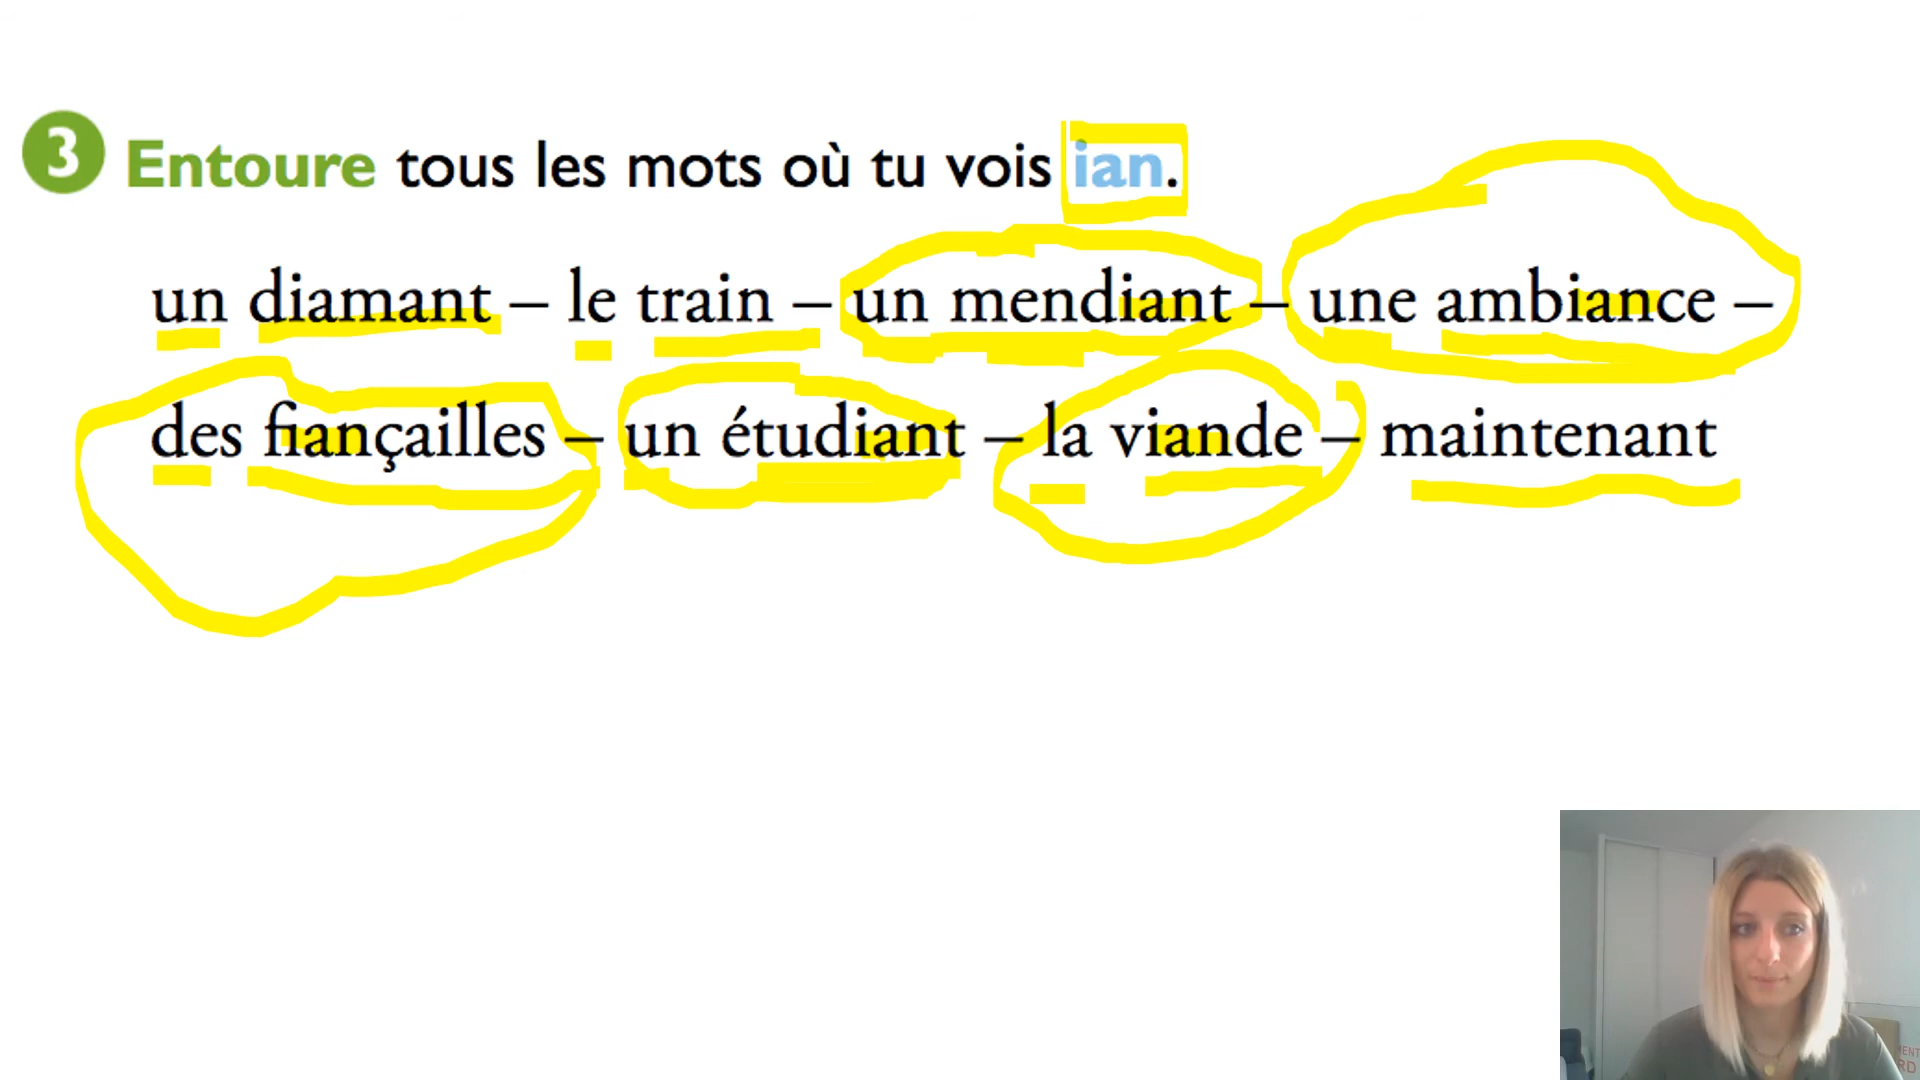 3 Entoure tous les mots où tu vois ian.
un diamant – le train – un mendiant – une ambiance –
des fiançailles – un étudiant – la viande – maintenant